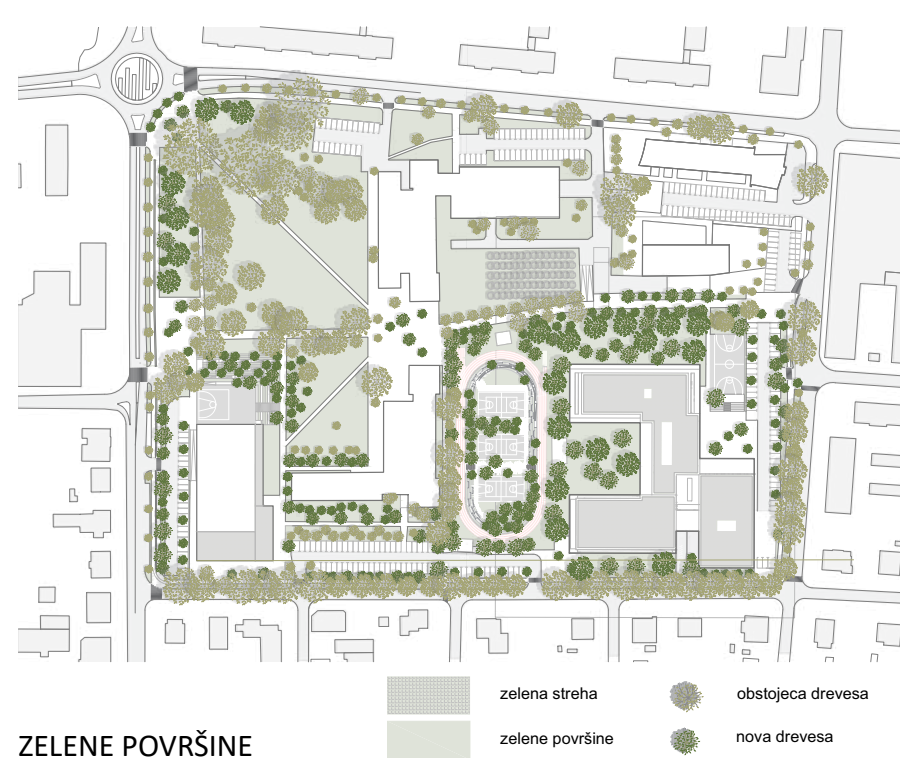 zelena streha
obstojeca drevesa
zelene površine
nova drevesa
ZELENE POVRŠINE